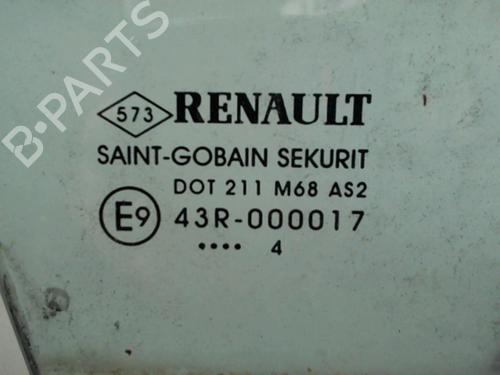 573 RENAULT
SAINT-GOBAIN SEKURIT
DOT 211 M68 AS2
E9 43R-000017
•••• 4
B-PARTS